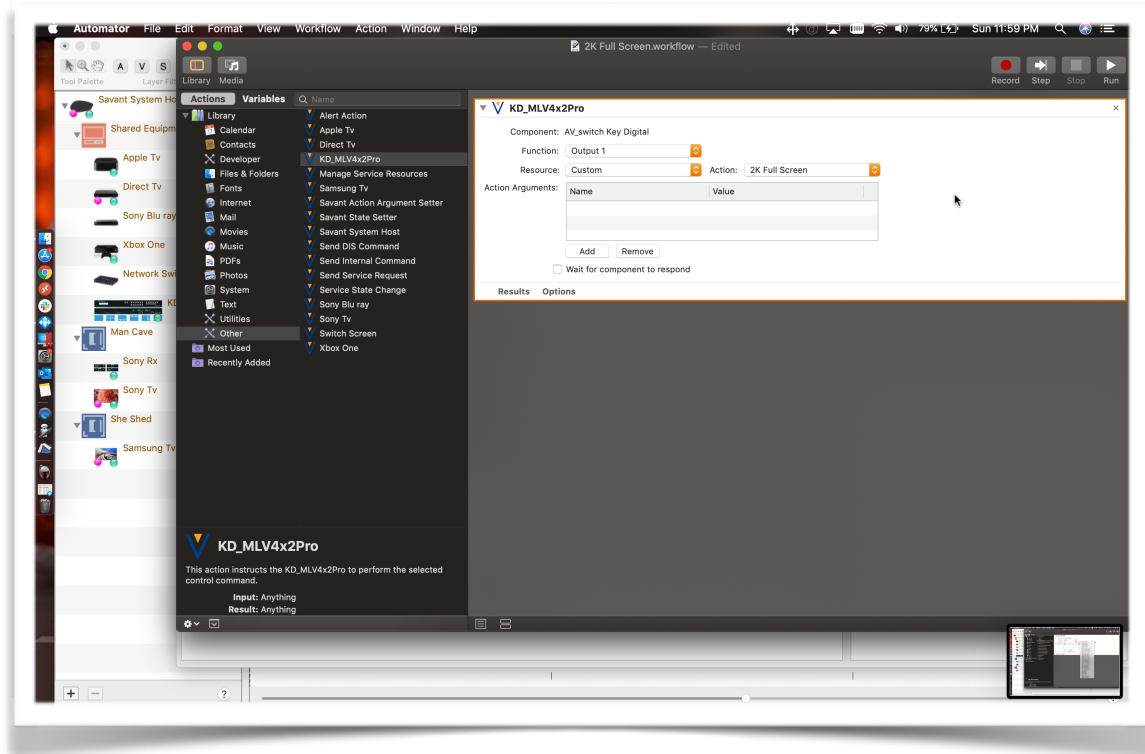 Automator File Edit Format View Workflow Action Window Help 79% Sun 11:59 PM
2K Full Screen.workflow — Edited
A V S
Tool Palette Layer
Library Media
Record Step Stop Run
Savant System Ho
Shared Equipm
Apple Tv
Direct Tv
Sony Blu ray
Xbox One
Network Swi
KD
Man Cave
Sony Rx
Sony Tv
She Shed
Samsung Tv
Actions Variables Name
Library
Calendar
Contacts
Developer
Files & Folders
Fonts
Internet
Mail
Movies
Music
PDFs
Photos
System
Text
Utilities
Other
Most Used
Recently Added
Alert Action
Apple Tv
Direct Tv
KD_MLV4x2Pro
Manage Service Resources
Samsung Tv
Savant Action Argument Setter
Savant State Setter
Savant System Host
Send DIS Command
Send Internal Command
Send Service Request
Service State Change
Sony Blu ray
Sony Tv
Switch Screen
Xbox One
KD_MLV4x2Pro
This action instructs the KD_MLV4x2Pro to perform the selected
control command.
Input: Anything
Result: Anything
KD_MLV4x2Pro
Component: AV_switch Key Digital
Function: Output 1
Resource: Custom Action: 2K Full Screen
Action Arguments: Name Value
Add Remove
Wait for component to respond
Results Options